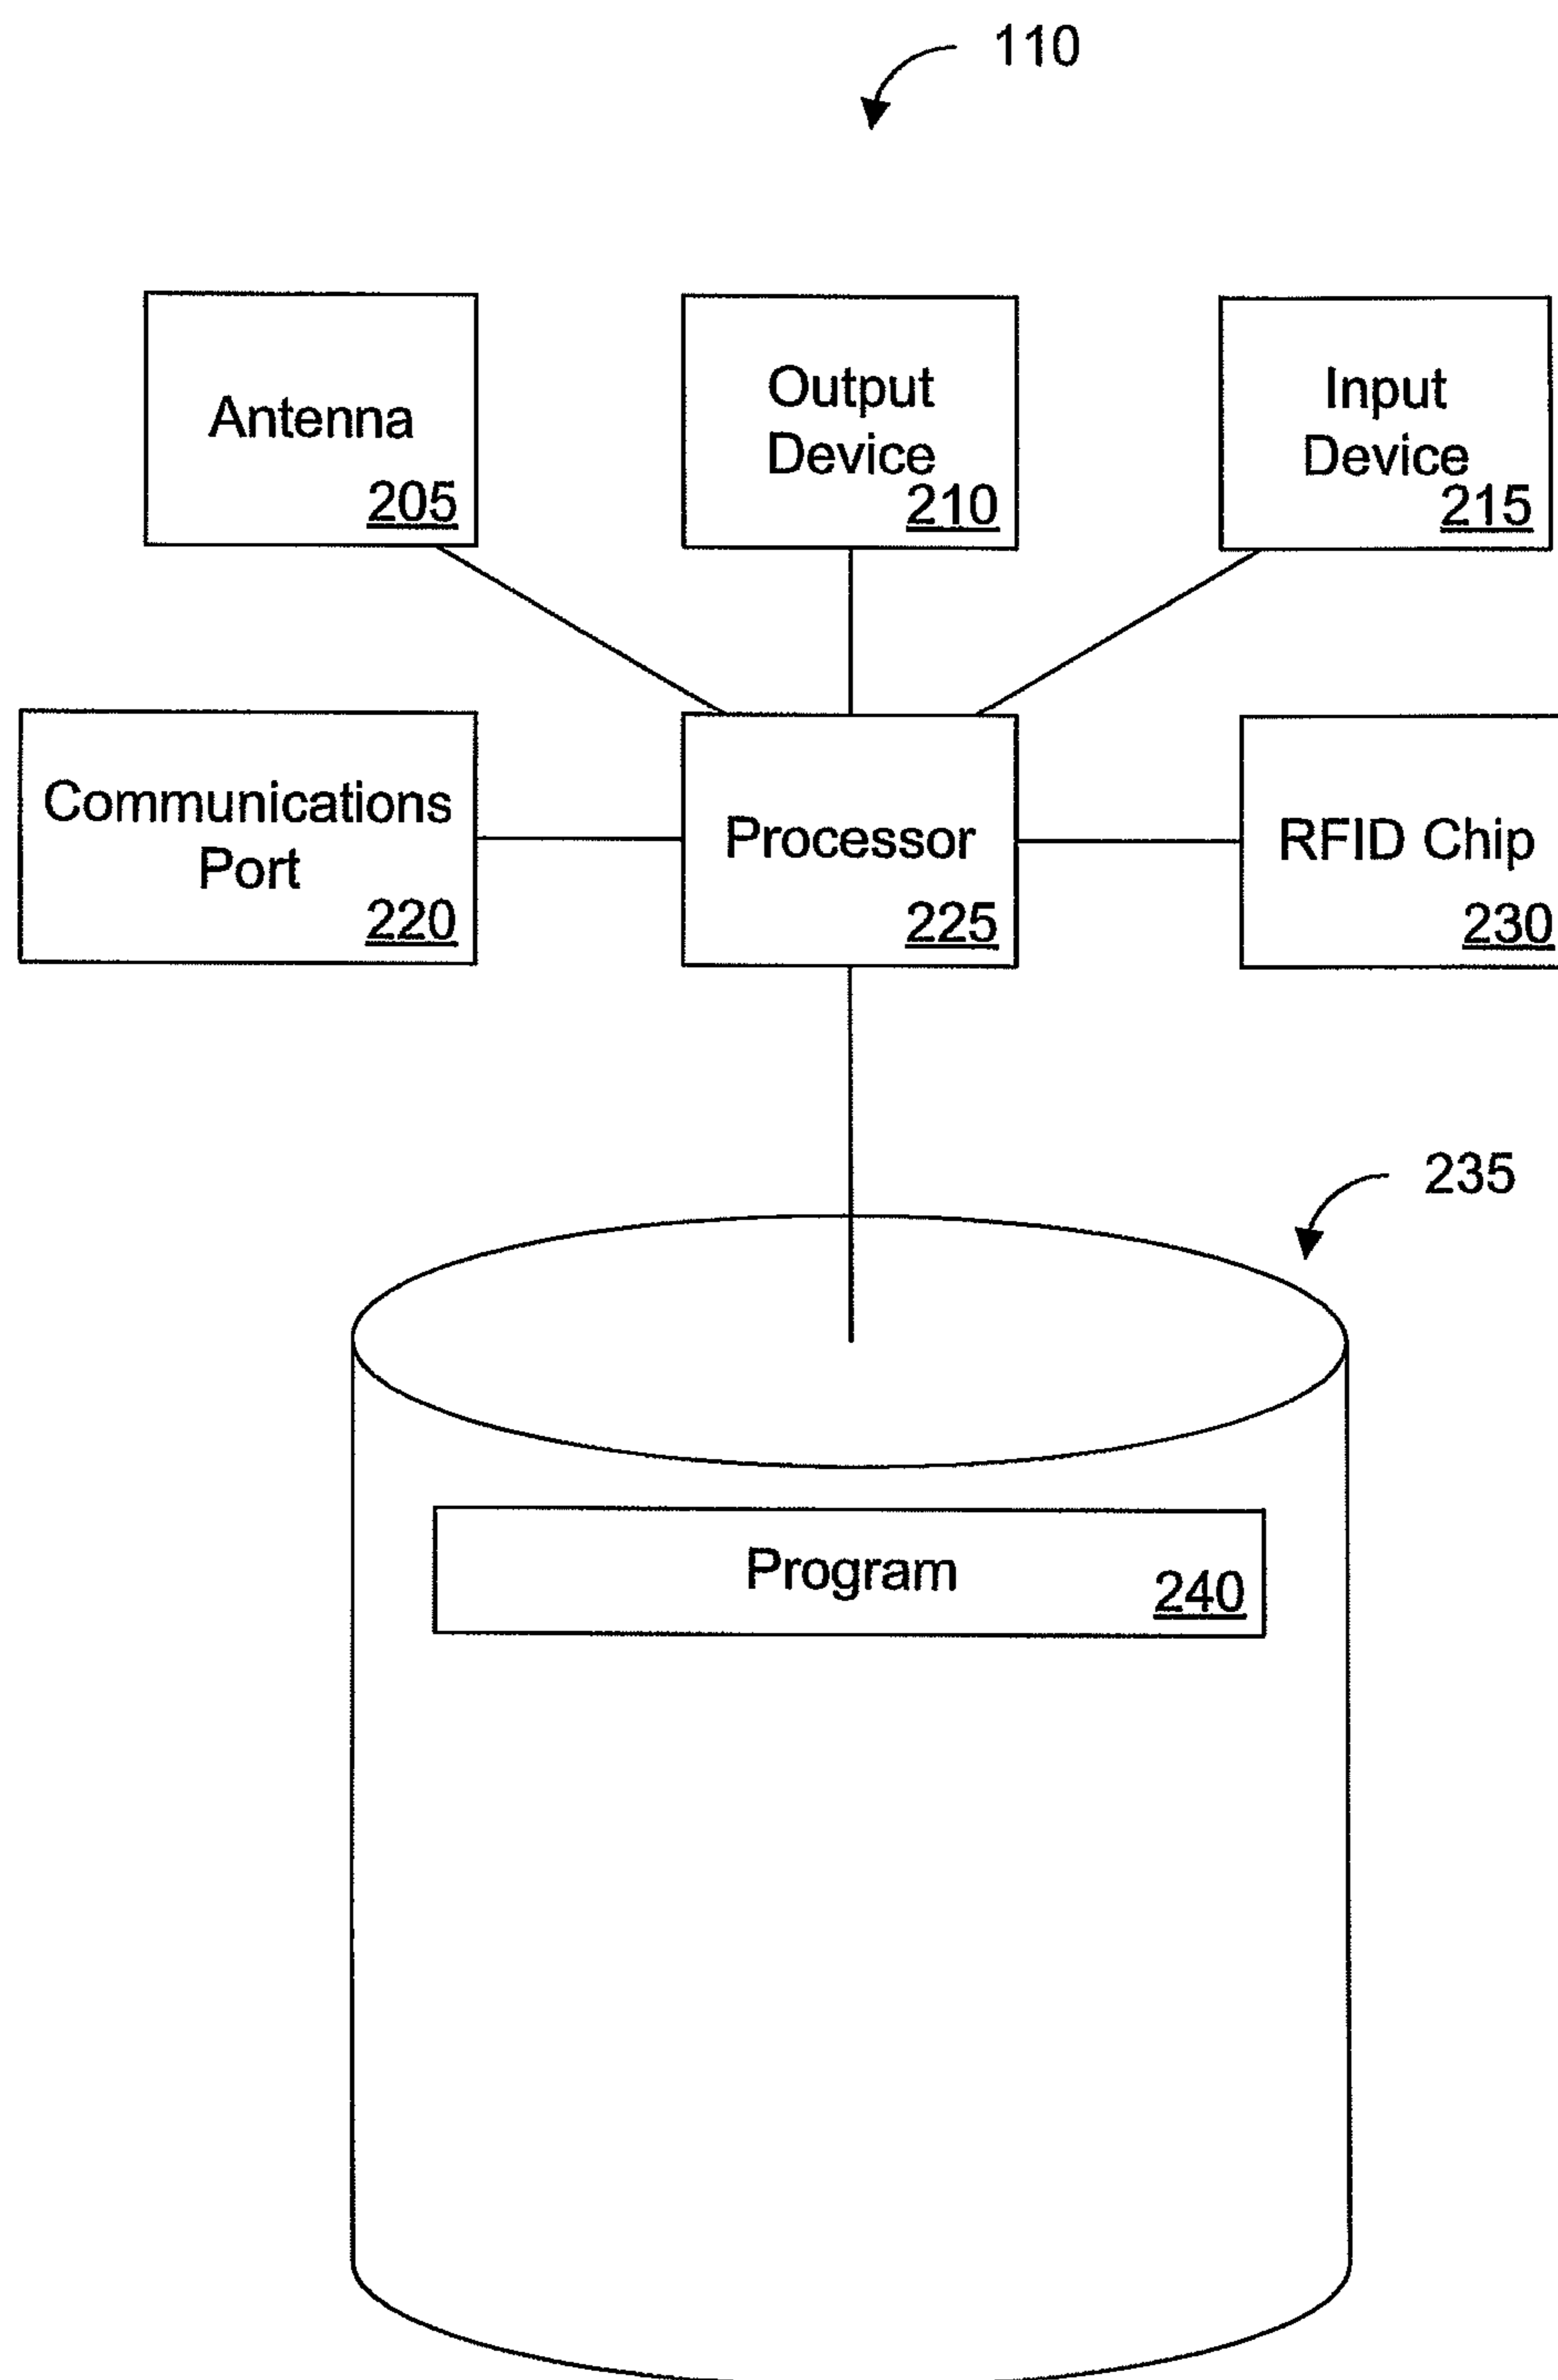 110
Antenna
205
Output
Device
210
Input
Device
215
Communications
Port
220
Processor
225
RFID Chip
230
235
Program
240